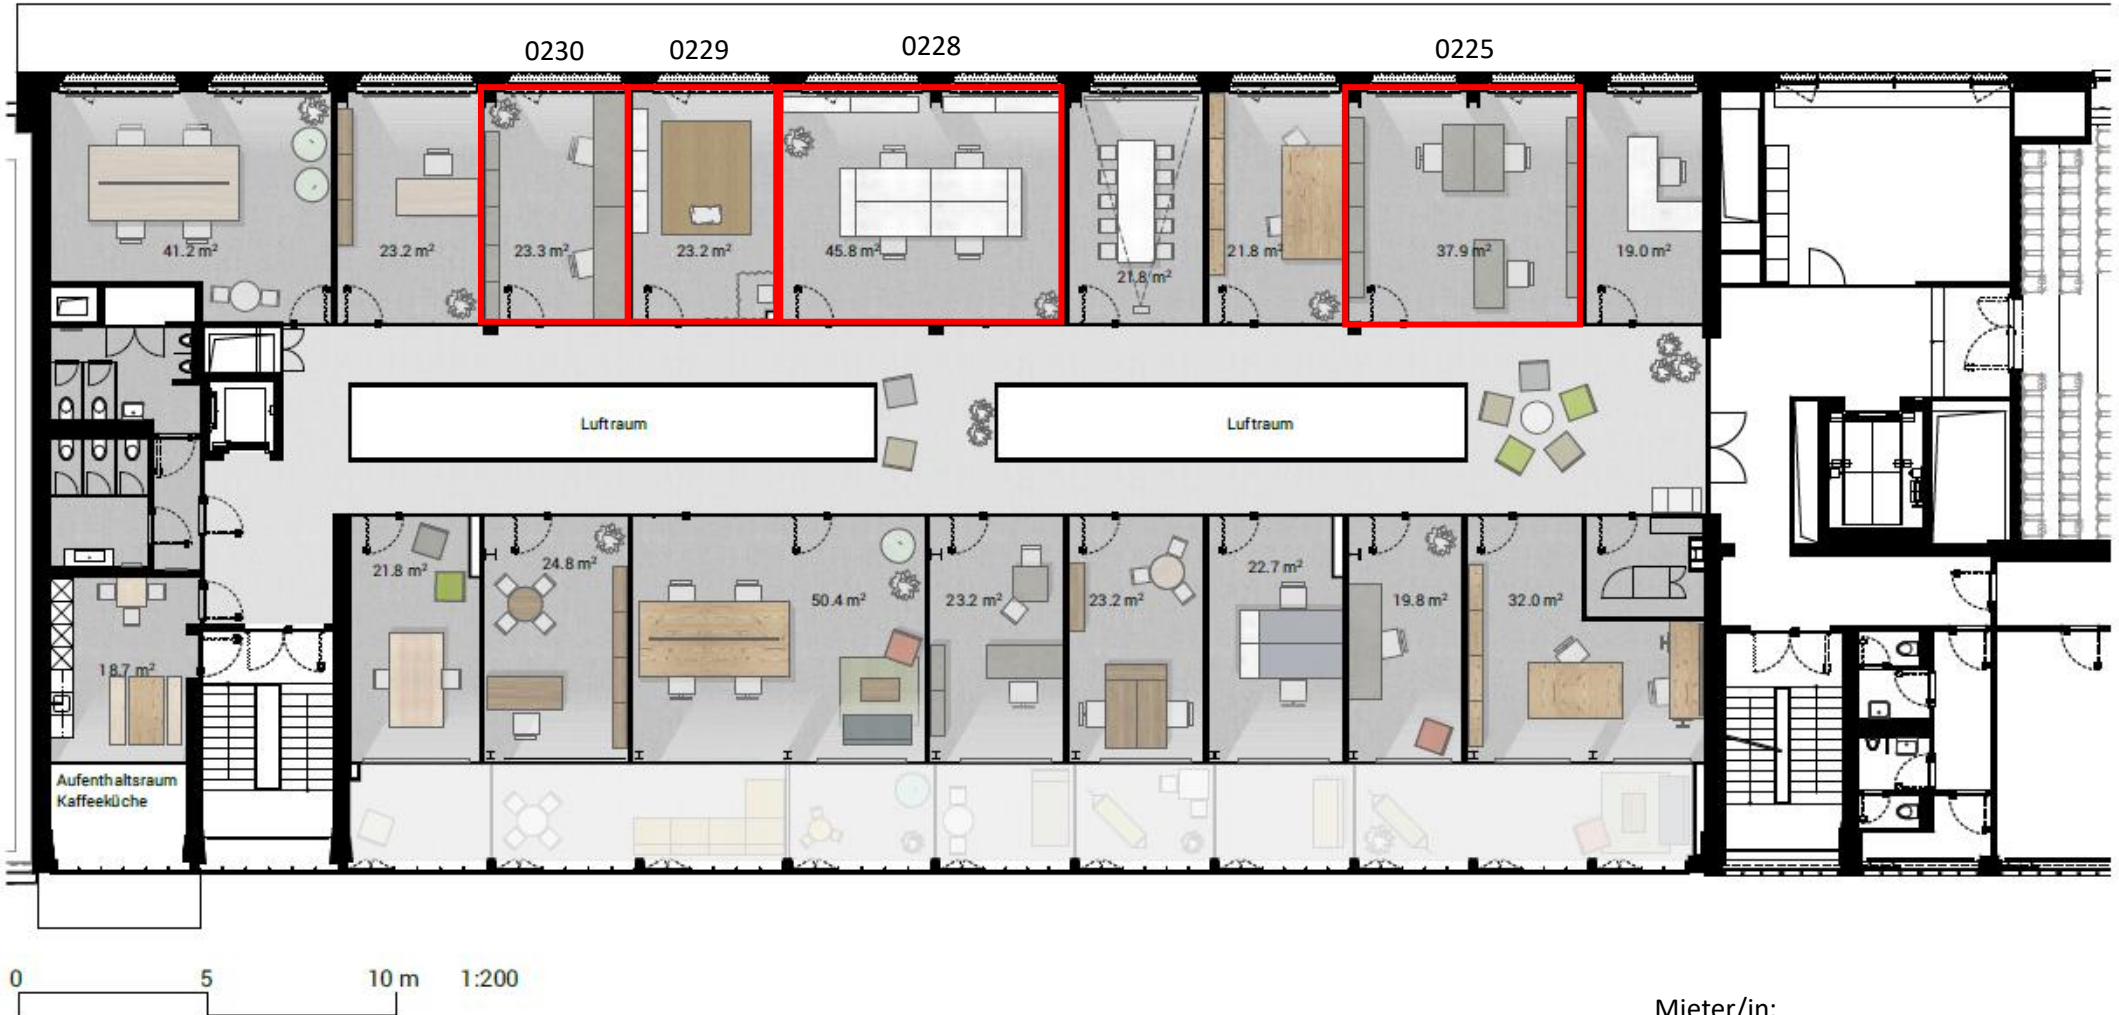 0230 0229 0228 0225
41.2 m² 23.2 m² 23.3 m² 23.2 m² 45.8 m² 21.8 m² 21.8 m² 37.9 m² 19.0 m²
Luftraum Luftraum
21.8 m² 24.8 m² 50.4 m² 23.2 m² 23.2 m² 22.7 m² 19.8 m² 32.0 m²
18.7 m²
Aufenthaltsraum
Kaffeeküche
0 5 10 m 1:200
Mieter/in: